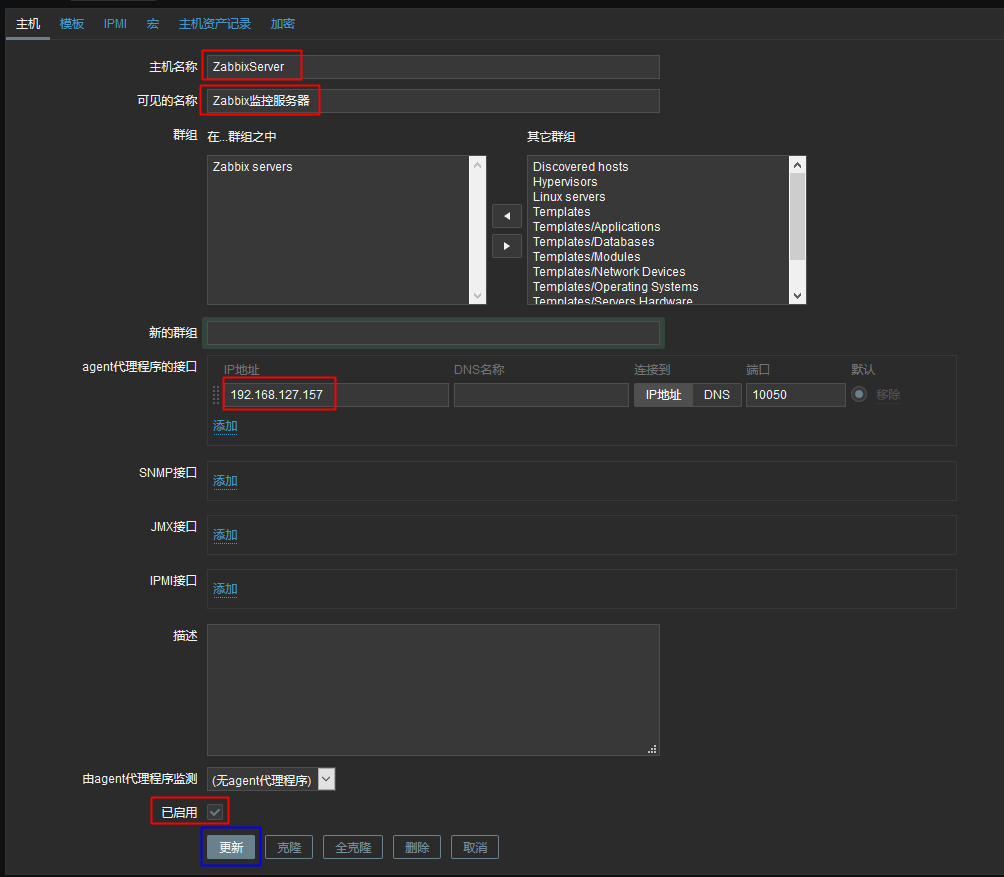 主机 模板 IPMI 宏 主机资产记录 加密
主机名称 ZabbixServer
可见的名称 Zabbix监控服务器
群组 在...群组之中 其它群组
Zabbix servers
Discovered hosts
Hypervisors
Linux servers
Templates
Templates/Applications
Templates/Databases
Templates/Modules
Templates/Network Devices
Templates/Operating Systems
Templates/Servers Hardware
新的群组
agent代理程序的接口 IP地址 DNS名称 连接到 端口 默认
192.168.127.157 IP地址 DNS 10050 移除
添加
SNMP接口 添加
JMX接口 添加
IPMI接口 添加
描述
由agent代理程序监测 (无agent代理程序)
已启用
更新 克隆 全克隆 删除 取消